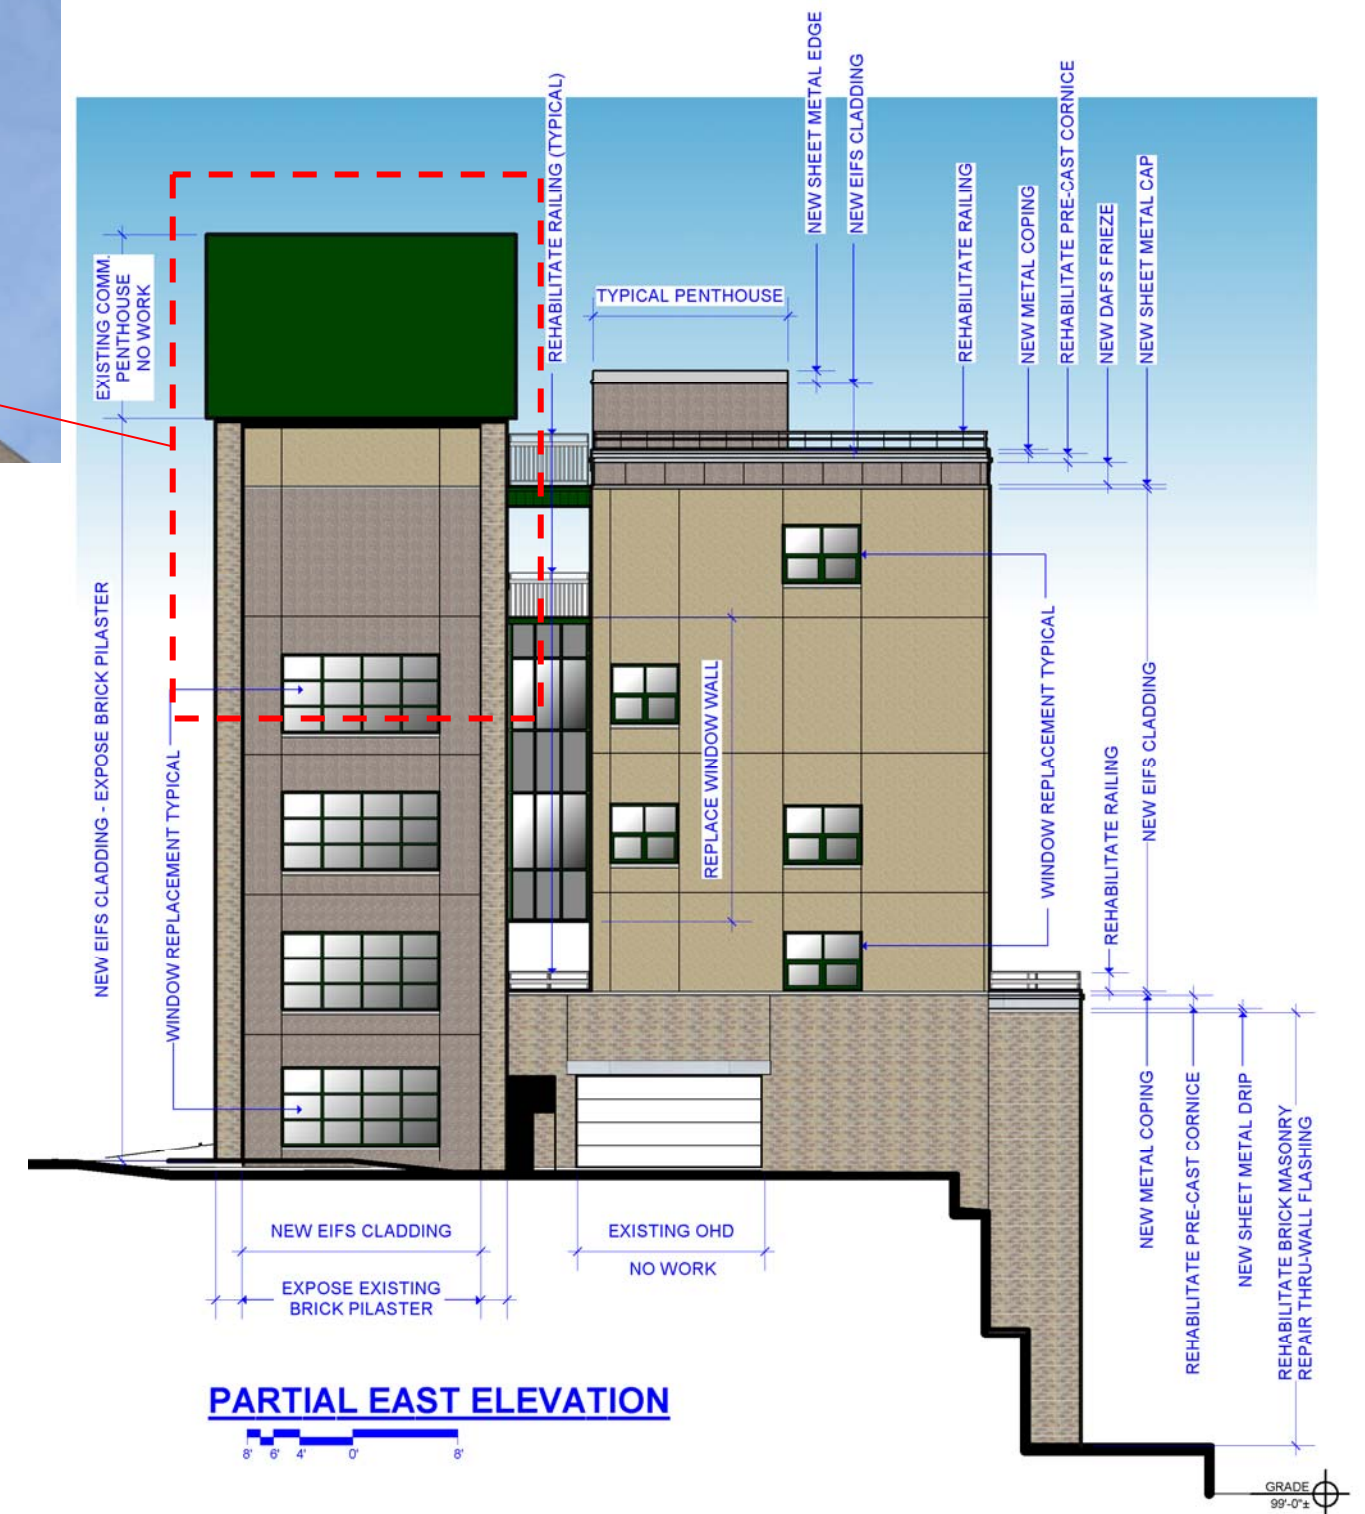 NEW SHEET METAL EDGE
NEW EIFS CLADDING
REHABILITATE RAILING (TYPICAL)
REHABILITATE RAILING
NEW METAL COPING
REHABILITATE PRE-CAST CORNICE
NEW DAFS FRIEZE
NEW SHEET METAL CAP
EXISTING COMM.
PENTHOUSE
NO WORK
TYPICAL PENTHOUSE
NEW EIFS CLADDING - EXPOSE BRICK PILASTER
WINDOW REPLACEMENT TYPICAL
REPLACE WINDOW WALL
WINDOW REPLACEMENT TYPICAL
REHABILITATE RAILING
NEW EIFS CLADDING
NEW METAL COPING
REHABILITATE PRE-CAST CORNICE
NEW SHEET METAL DRIP
REHABILITATE BRICK MASONRY
REPAIR THRU-WALL FLASHING
NEW EIFS CLADDING
EXISTING OHD
NO WORK
EXPOSE EXISTING
BRICK PILASTER
PARTIAL EAST ELEVATION
8' 6' 4' 0' 8'
GRADE
99'-0"±